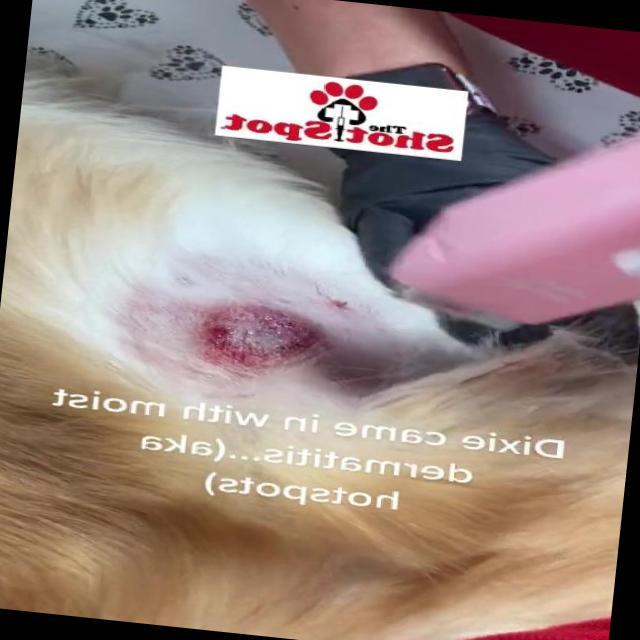 The
ShotSpot
Dixie came in with moist
dermatitis...(aka
hotspots)